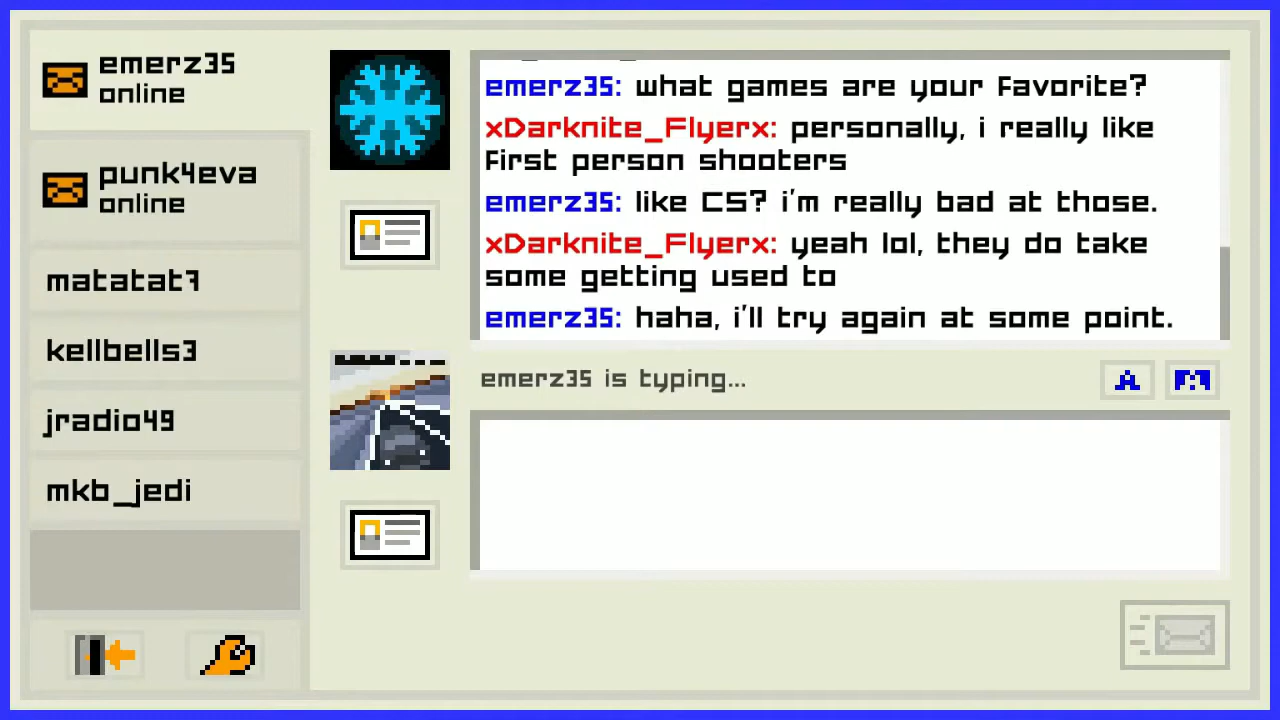 emerz35
online
punk4eva
online
matatat7
kellbells3
jradio49
mkb_jedi
emerz35: what games are your Favorite?
xDarknite_Flyerx: personally, i really like
First person shooters
emerz35: like CS? i'm really bad at those.
xDarknite_Flyerx: yeah lol, they do take
some getting used to
emerz35: haha, i'll try again at some point.
emerz35 is typing...
A